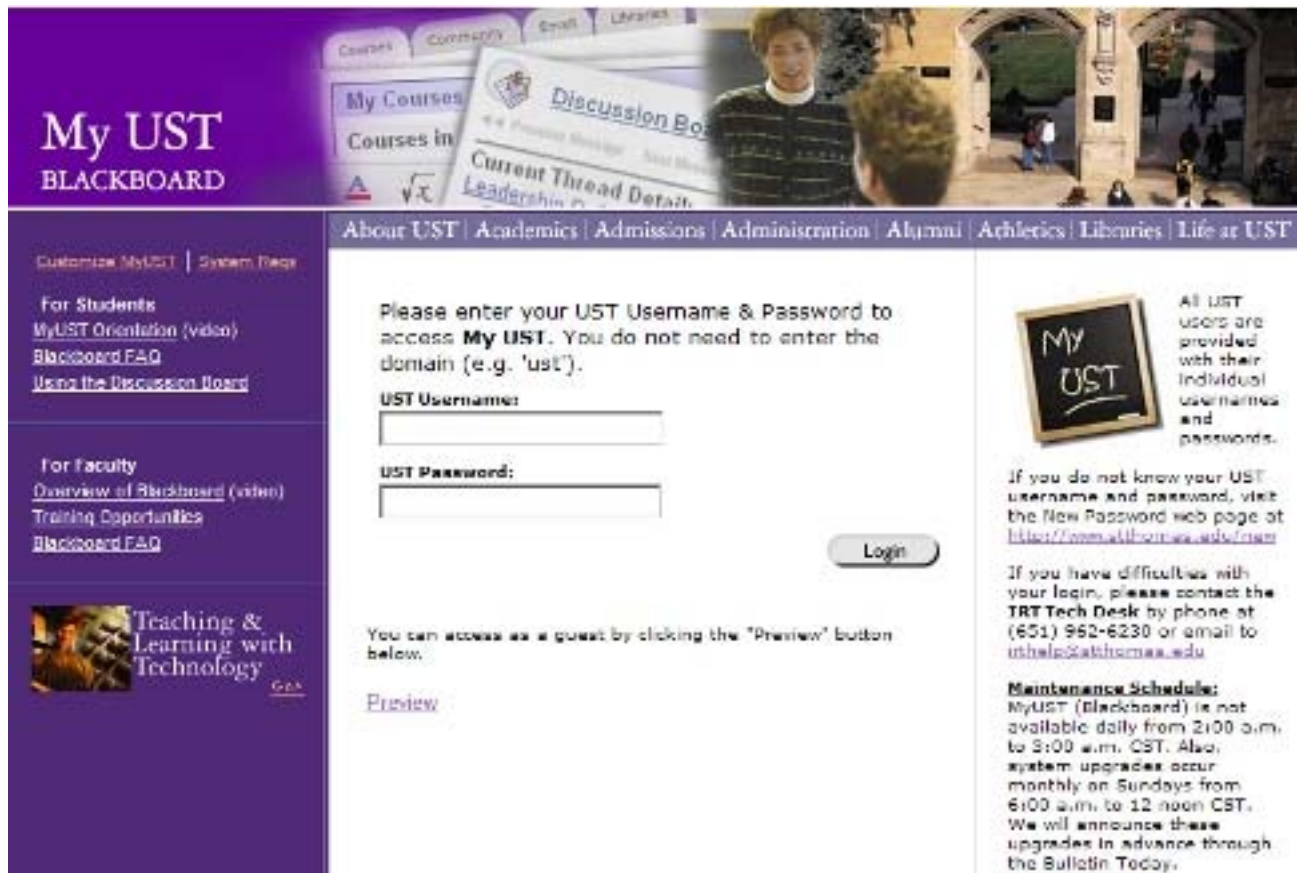 Courses Community Email Libraries
My Courses
Courses in
Discussion Bo
Current Thread Detail
A √x
My UST
BLACKBOARD
About UST | Academics | Admissions | Administration | Alumni | Athletics | Libraries | Life at UST
Customize MyUST | System Reqs
For Students
MyUST Orientation (video)
Blackboard FAQ
Using the Discussion Board
For Faculty
Overview of Blackboard (video)
Training Opportunities
Blackboard FAQ
Teaching &
Learning with
Technology
Go>
Please enter your UST Username & Password to
access My UST. You do not need to enter the
domain (e.g. 'ust').
UST Username:
UST Password:
Login
You can access as a guest by clicking the "Preview" button
below.
Preview
My
UST
All UST
users are
provided
with their
individual
usernames
and
passwords.
If you do not know your UST
username and password, visit
the New Password web page at
http://www.stthomas.edu/new
If you have difficulties with
your login, please contact the
IRT Tech Desk by phone at
(651) 962-6230 or email to
irthelp@stthomas.edu
Maintenance Schedule:
MyUST (Blackboard) is not
available daily from 2:00 a.m.
to 3:00 a.m. CST. Also,
system upgrades occur
monthly on Sundays from
6:00 a.m. to 12 noon CST.
We will announce these
upgrades in advance through
the Bulletin Today.